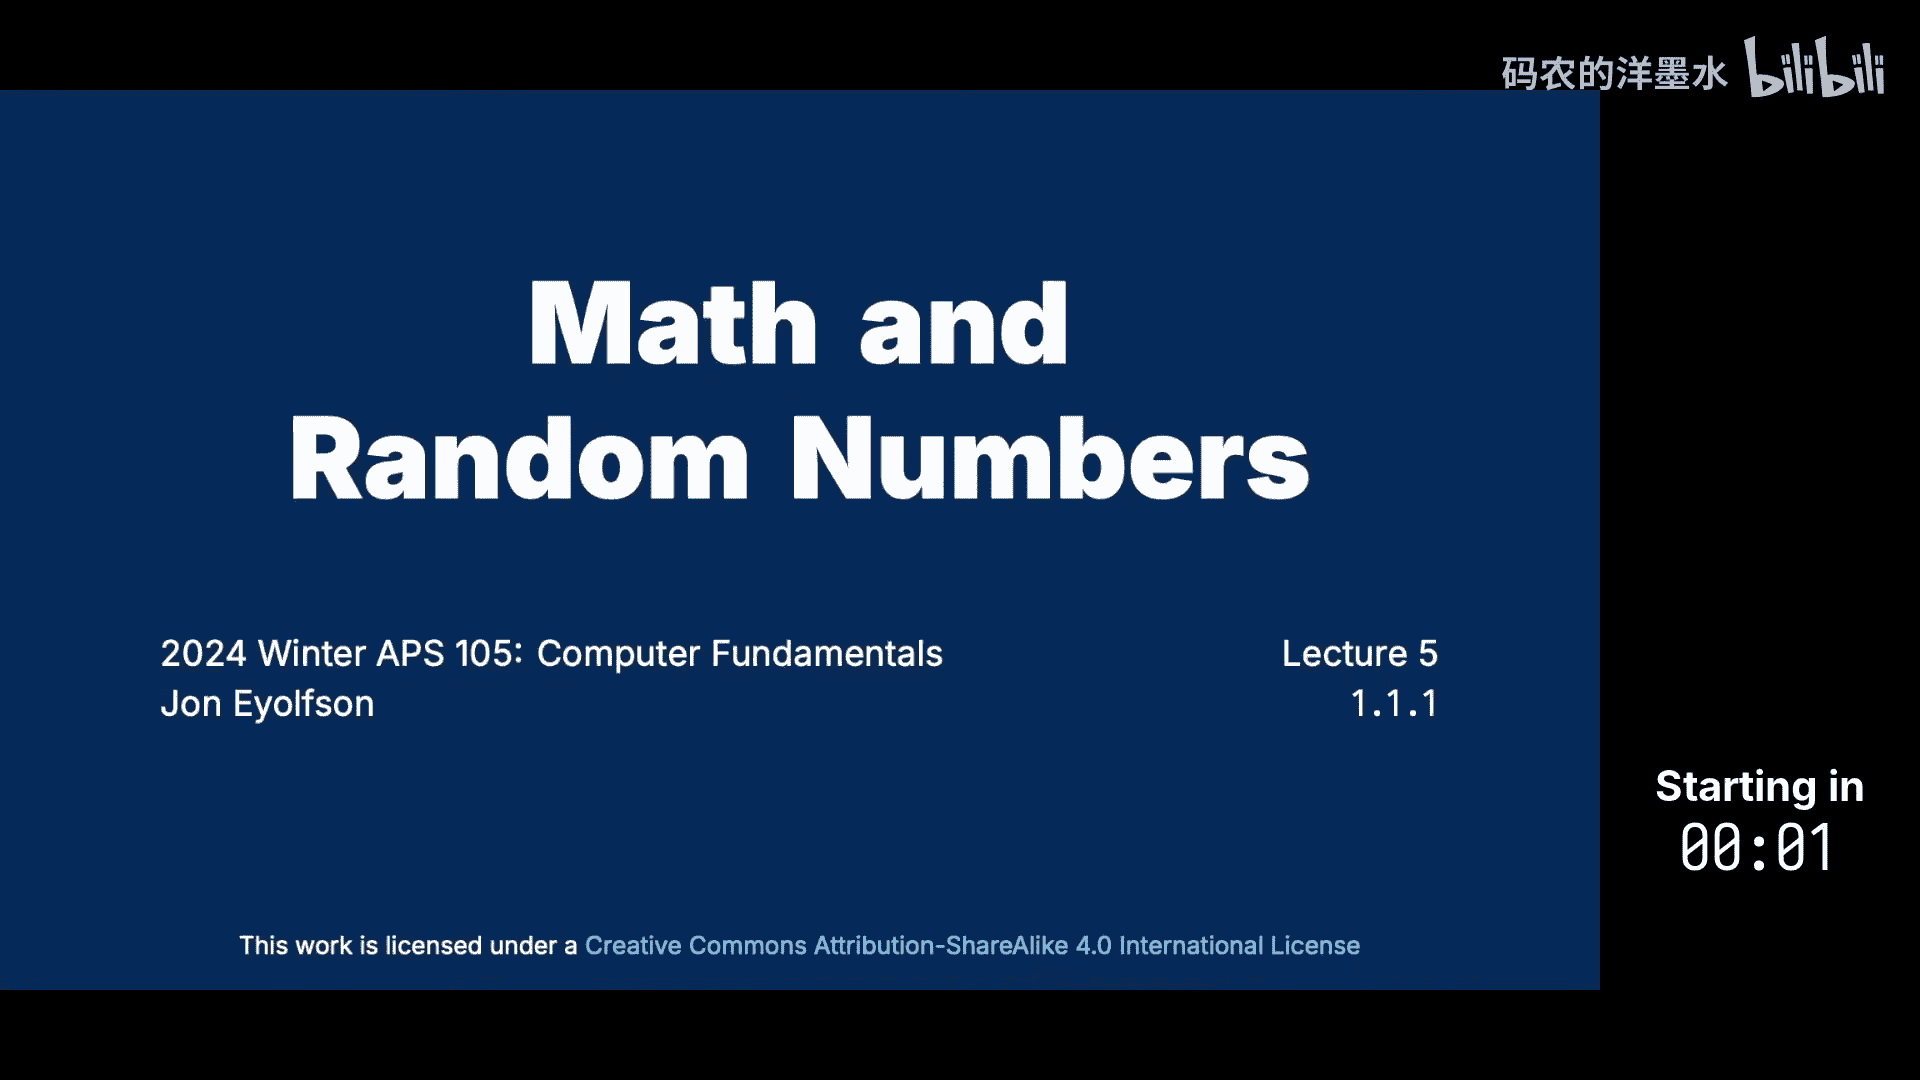 码农的洋墨水 bilibili
Math and
Random Numbers
2024 Winter APS 105: Computer Fundamentals
Lecture 5
Jon Eyolfson
1.1.1
Starting in
00:01
This work is licensed under a Creative Commons Attribution-ShareAlike 4.0 International License